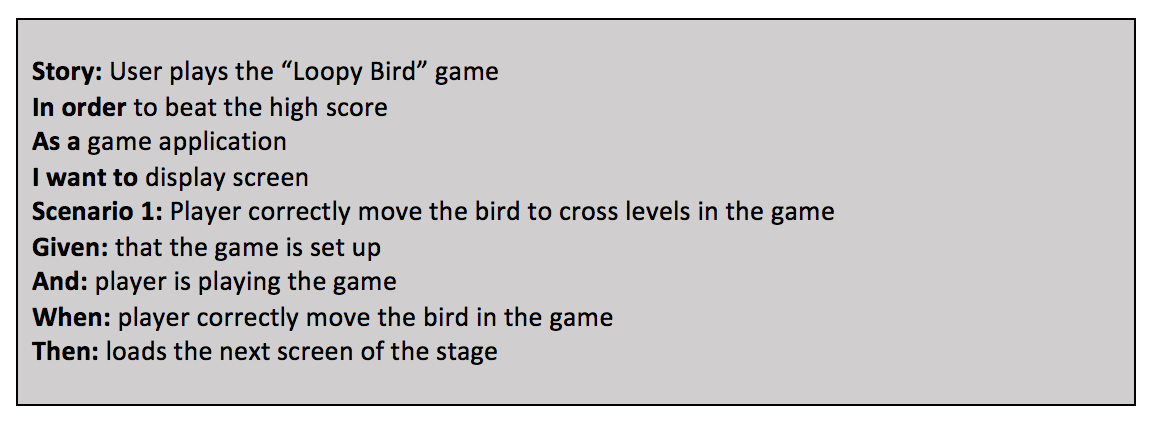 Story: User plays the “Loopy Bird” game
In order to beat the high score
As a game application
I want to display screen
Scenario 1: Player correctly move the bird to cross levels in the game
Given: that the game is set up
And: player is playing the game
When: player correctly move the bird in the game
Then: loads the next screen of the stage